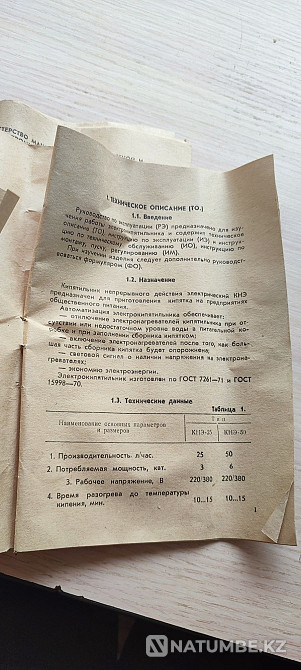 ТЕРСТВО МАШ
I. ТЕХНИЧЕСКОЕ ОПИСАНИЕ (ТО.)
1.1. Введение
Руководство по эксплуатации (РЭ) предназначено для изу-
чения работы электрокипятильника и содержит техническое
описание (ТО), инструкцию по эксплуатации (ИЭ) и инструк-
цию по техническому обслуживанию (ИО), инструкцию по
монтажу, пуску, регулированию (ИМ).
При изучении изделия следует дополнительно руководст-
воваться формуляром (ФО).
1.2. Назначение
Кипятильник непрерывного действия электрический КНЭ
предназначен для приготовления кипятка на предприятиях
общественного питания.
Автоматизация электрокипятильника обеспечивает:
— отключение электронагревателей кипятильника при от-
сутствии или недостаточном уровне воды в питательной ко-
робке и при заполнении сборника кипятком;
— включение электронагревателей после того, как боль-
шая часть сборника кипятка будет опорожнена;
— световой сигнал о наличии напряжения на электрона-
гревателях;
— экономию электроэнергии.
Электрокипятильник изготовлен по ГОСТ 7261—71 и ГОСТ
15998—70.
1.3. Технические данные
Таблица 1.
Наименование основных параметров и размеров
Тип
КНЭ-25 КНЭ-50
1. Производительность л/час. 25 50
2. Потребляемая мощность, квт. 3 6
3. Рабочее напряжение, В 220/380 220/380
4. Время разогрева до температуры
кипения, мин. 10...15 10...15
1
NATUMBE.KZ